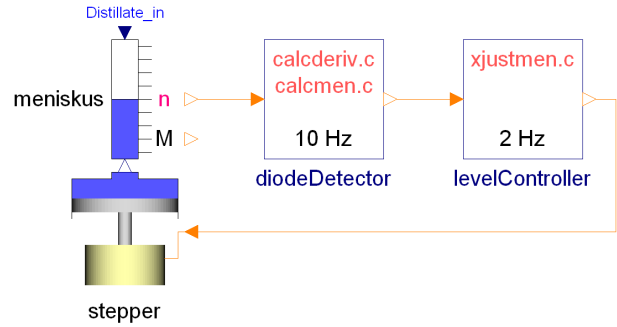 Distillate_in
meniskus
n
M
calcderiv.c
calcmen.c
10 Hz
diodeDetector
xjustmen.c
2 Hz
levelController
stepper